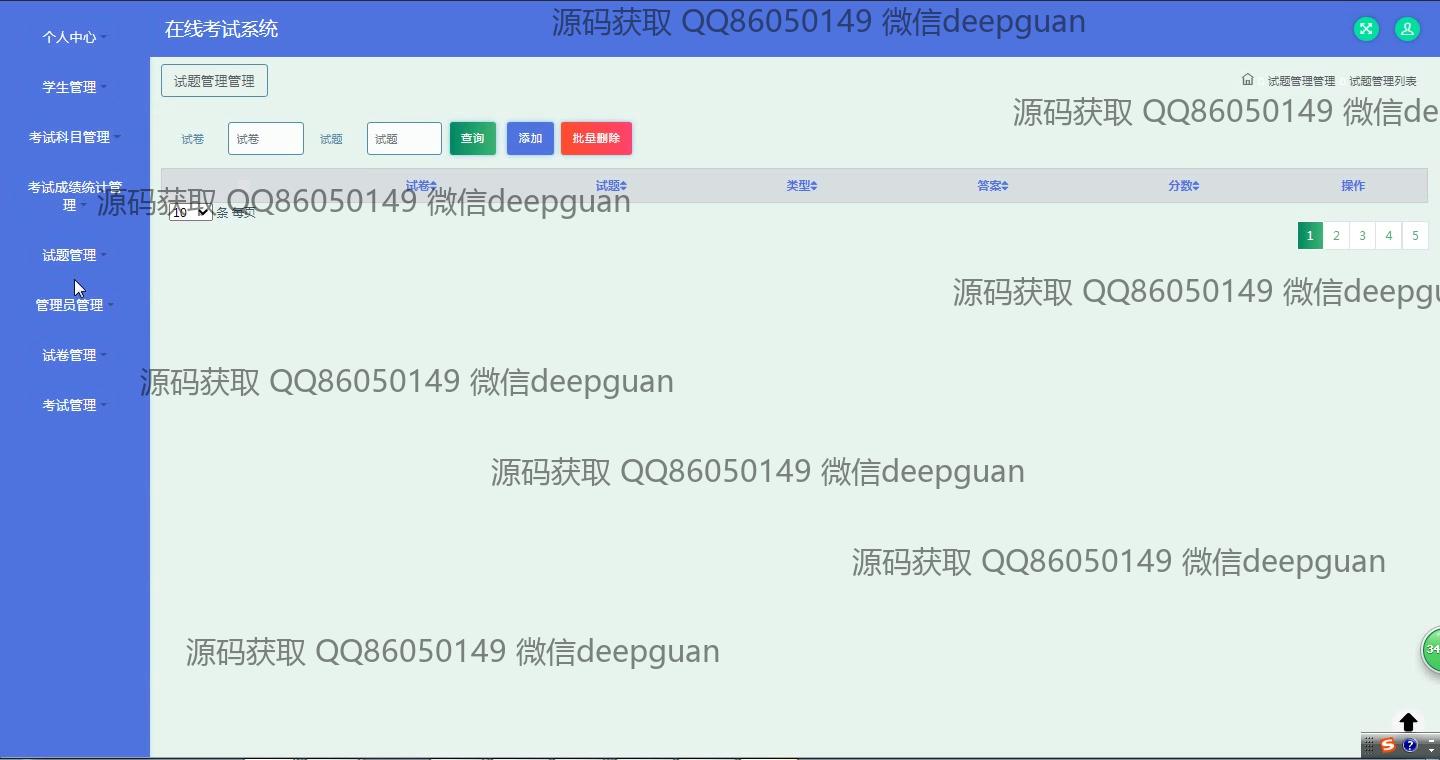 在线考试系统
源码获取 QQ86050149 微信deepguan
个人中心
学生管理
考试科目管理
考试成绩统计管
理
试题管理
管理员管理
试卷管理
考试管理
试题管理管理
试题管理管理 试题管理列表
源码获取 QQ86050149 微信de
试卷 试卷 试题 试题 查询 添加 批量删除
试卷 试题 类型 答案 分数 操作
源码获取 QQ86050149 微信deepguan
10 条 每页
1 2 3 4 5
源码获取 QQ86050149 微信deepgu
源码获取 QQ86050149 微信deepguan
源码获取 QQ86050149 微信deepguan
源码获取 QQ86050149 微信deepguan
源码获取 QQ86050149 微信deepguan
34